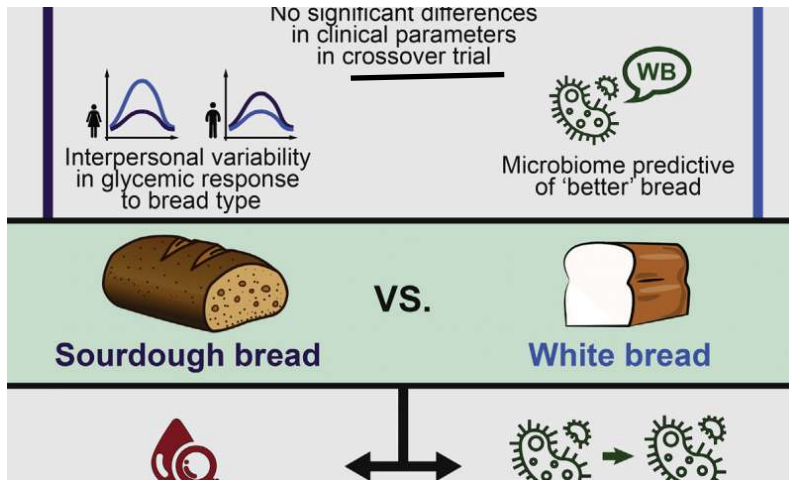 No significant differences
in clinical parameters
in crossover trial
WB
Interpersonal variability
in glycemic response
to bread type
Microbiome predictive
of ‘better’ bread
VS.
Sourdough bread
White bread